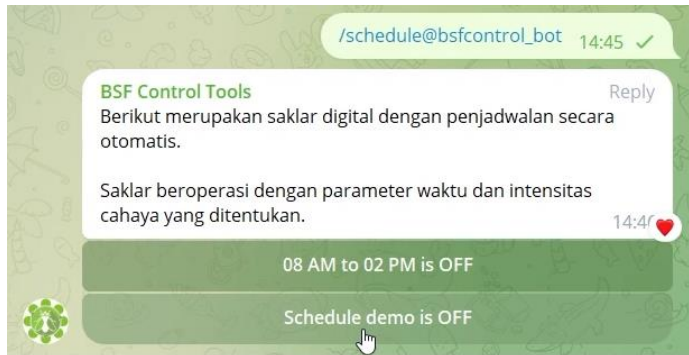 /schedule@bsfcontrol_bot 14:45
BSF Control Tools Reply
Berikut merupakan saklar digital dengan penjadwalan secara
otomatis.
Saklar beroperasi dengan parameter waktu dan intensitas
cahaya yang ditentukan.
08 AM to 02 PM is OFF
Schedule demo is OFF